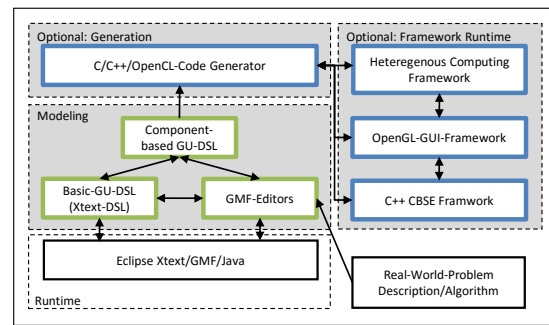 Optional: Generation
C/C++/OpenCL-Code Generator
Optional: Framework Runtime
Heteregenous Computing
Framework
OpenGL-GUI-Framework
C++ CBSE Framwork
Modeling
Component-
based GU-DSL
Basic-GU-DSL
(Xtext-DSL)
GMF-Editors
Eclipse Xtext/GMF/Java
Runtime
Real-World-Problem
Description/Algorithm